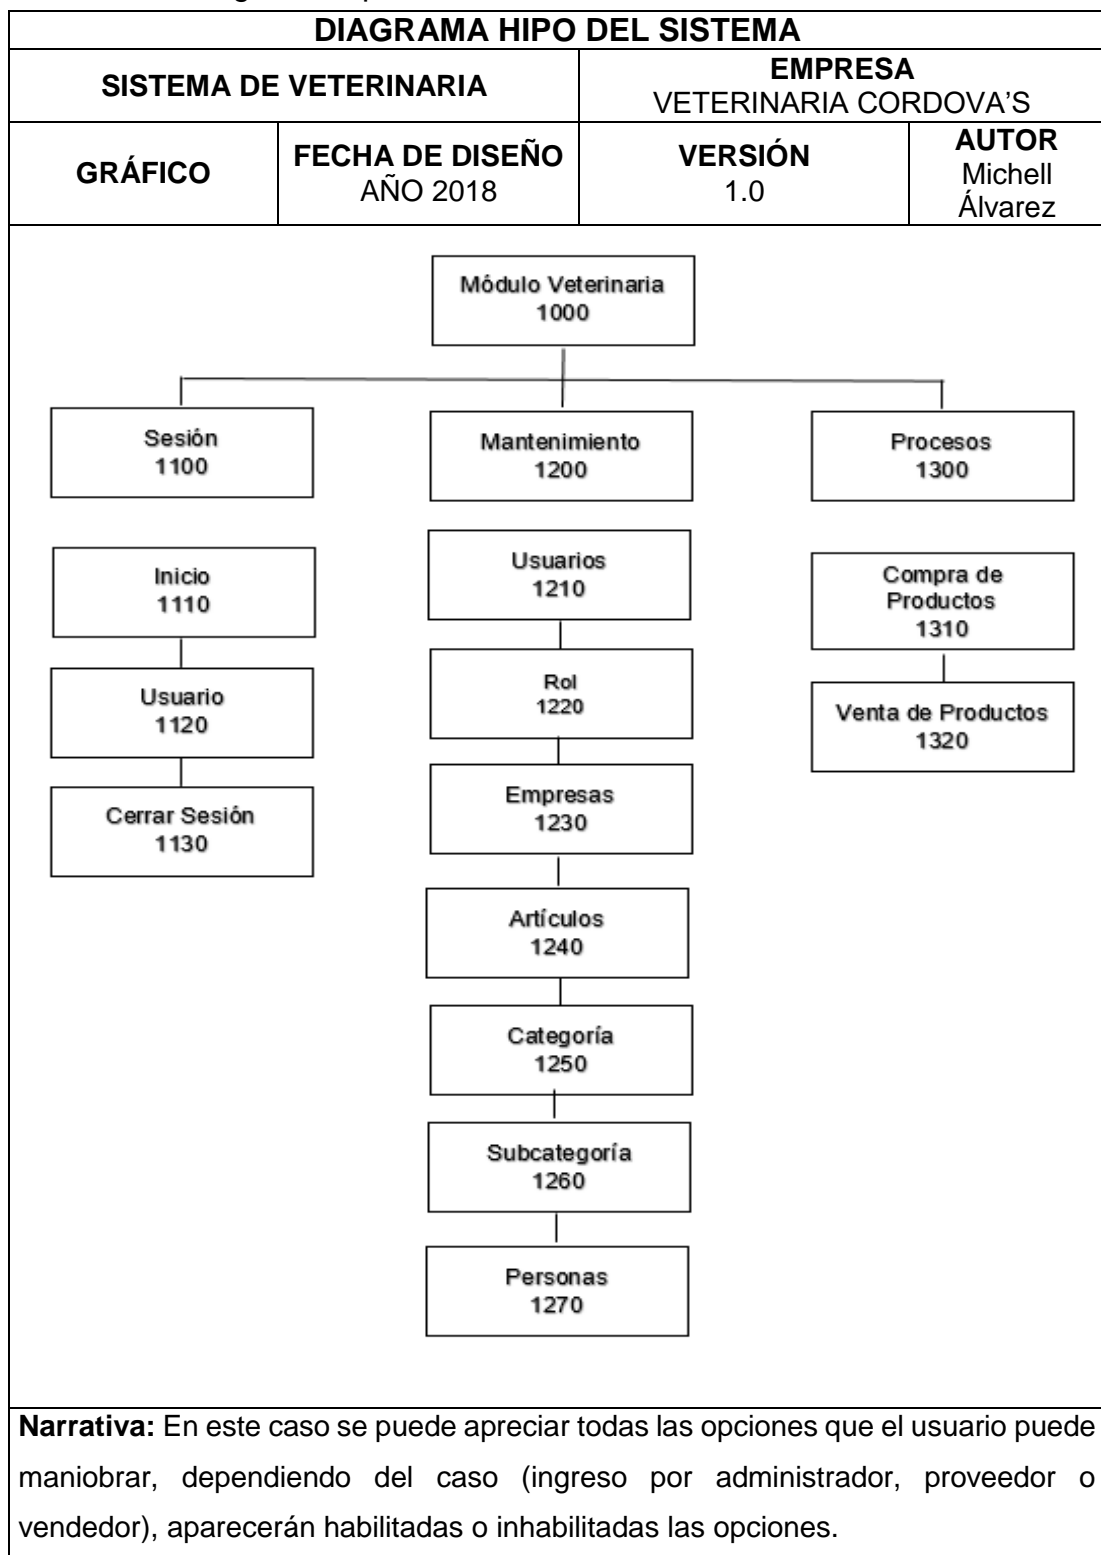 DIAGRAMA HIPO DEL SISTEMA
SISTEMA DE VETERINARIA
EMPRESA
VETERINARIA CORDOVA’S
GRÁFICO
FECHA DE DISEÑO
AÑO 2018
VERSIÓN
1.0
AUTOR
Michell
Álvarez
Módulo Veterinaria
1000
Sesión
1100
Mantenimiento
1200
Procesos
1300
Inicio
1110
Usuario
1120
Cerrar Sesión
1130
Usuarios
1210
Rol
1220
Empresas
1230
Artículos
1240
Categoría
1250
Subcategoría
1260
Personas
1270
Compra de
Productos
1310
Venta de Productos
1320
Narrativa: En este caso se puede apreciar todas las opciones que el usuario puede
maniobrar, dependiendo del caso (ingreso por administrador, proveedor o
vendedor), aparecerán habilitadas o inhabilitadas las opciones.